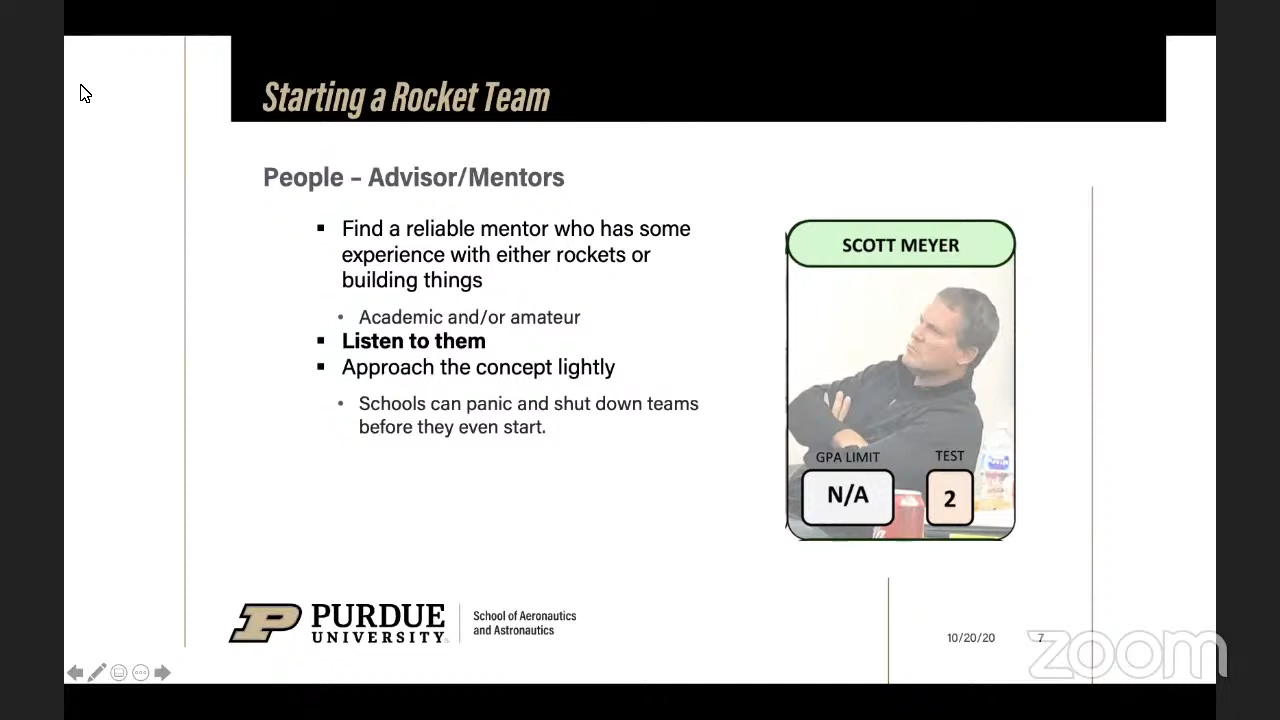 Starting a Rocket Team
People – Advisor/Mentors
Find a reliable mentor who has some
experience with either rockets or
building things
Academic and/or amateur
Listen to them
Approach the concept lightly
Schools can panic and shut down teams
before they even start.
SCOTT MEYER
GPA LIMIT
TEST
N/A
2
PURDUE
UNIVERSITY
School of Aeronautics
and Astronautics
10/20/20
7
zoom